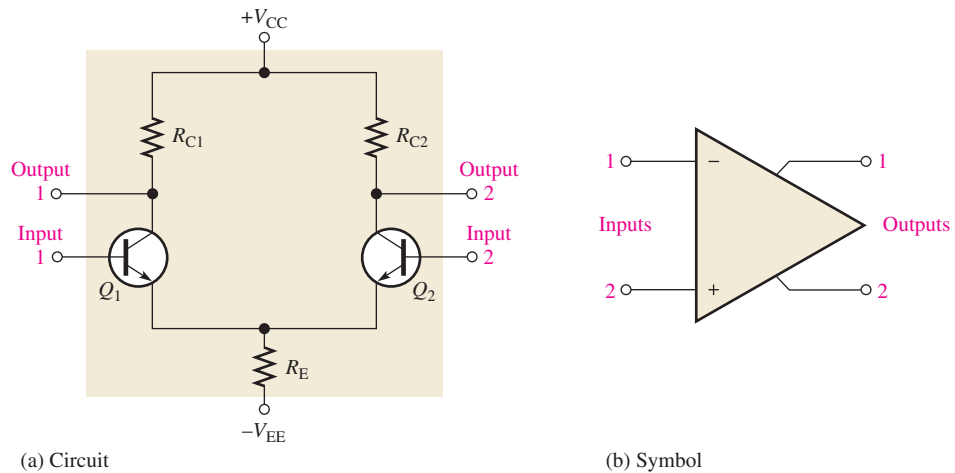 +V_CC
R_C1
R_C2
Output
1
Output
2
Input
1
Input
2
Q_1
Q_2
R_E
–V_EE
(a) Circuit
1
–
1
Inputs
Outputs
2
+
2
(b) Symbol